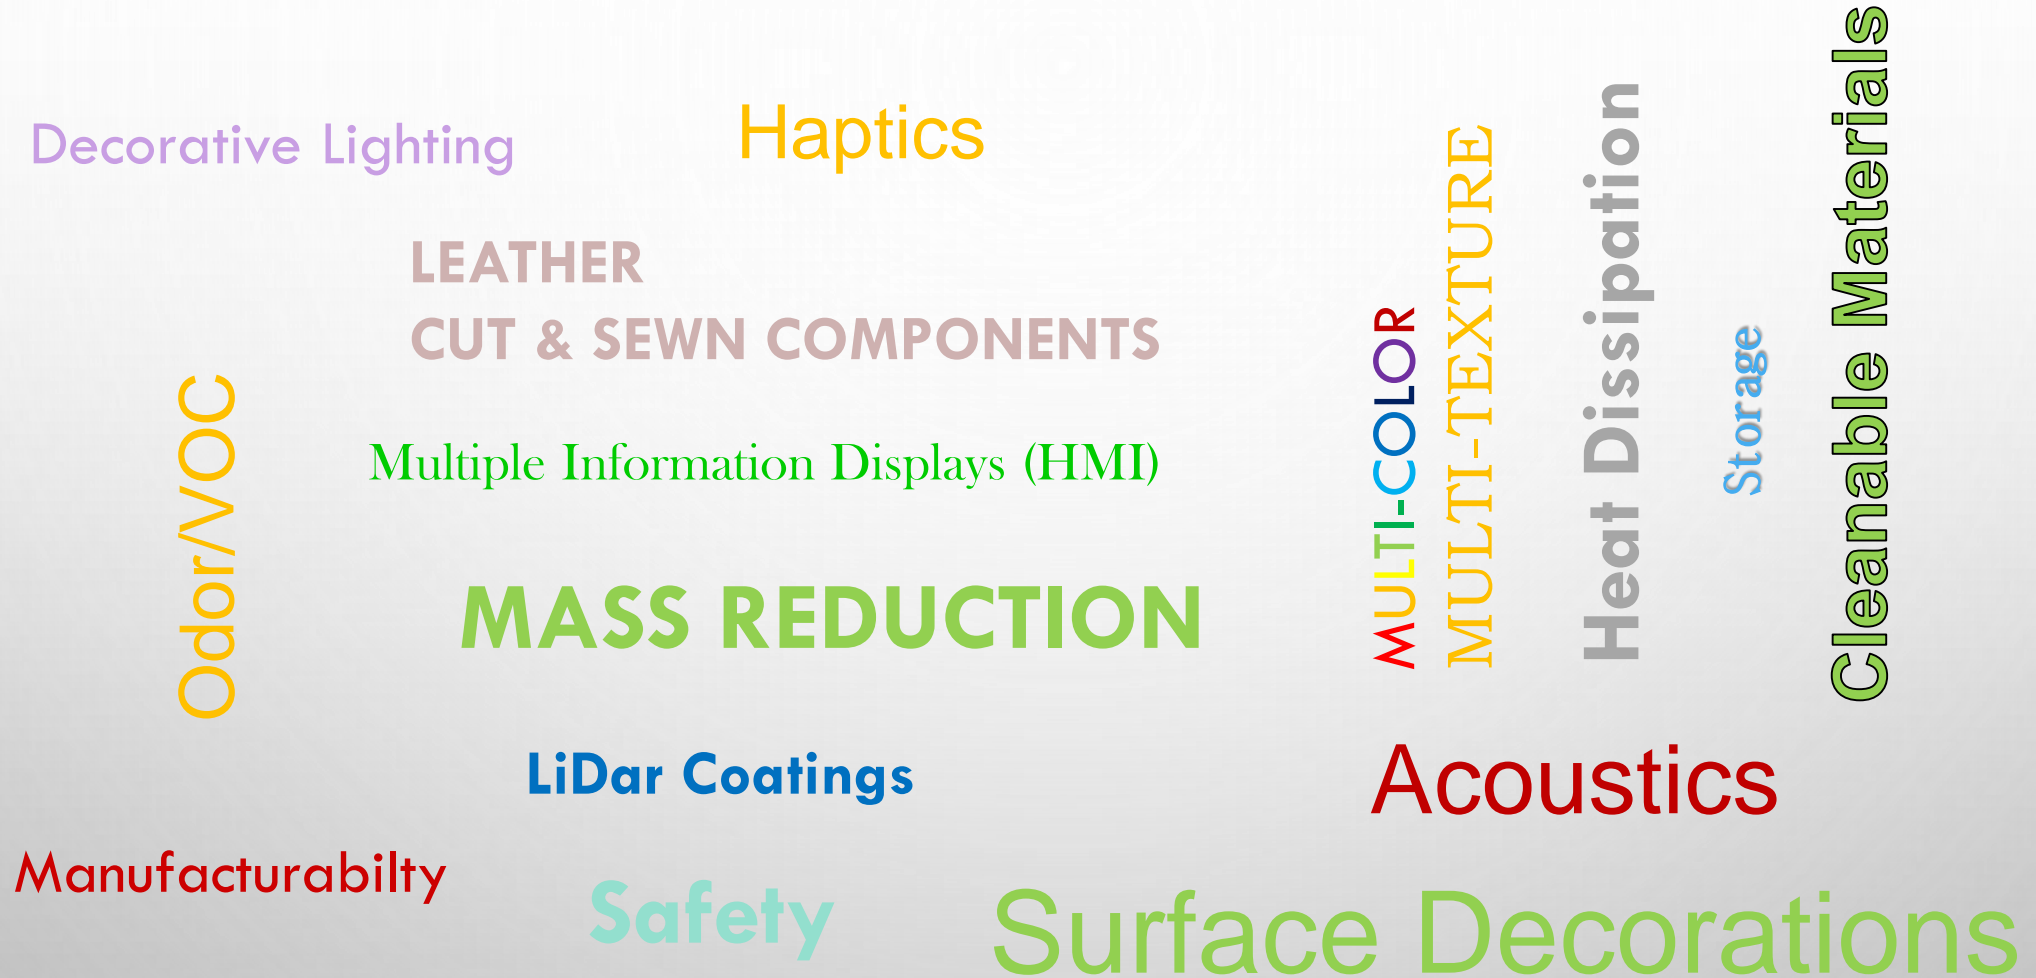 Decorative Lighting
Haptics
LEATHER
CUT & SEWN COMPONENTS
Multiple Information Displays (HMI)
Odor/VOC
MASS REDUCTION
LiDar Coatings
Manufacturabilty
Safety
MULTI-COLOR
MULTI-TEXTURE
Heat Dissipation
Storage
Cleanable Materials
Acoustics
Surface Decorations